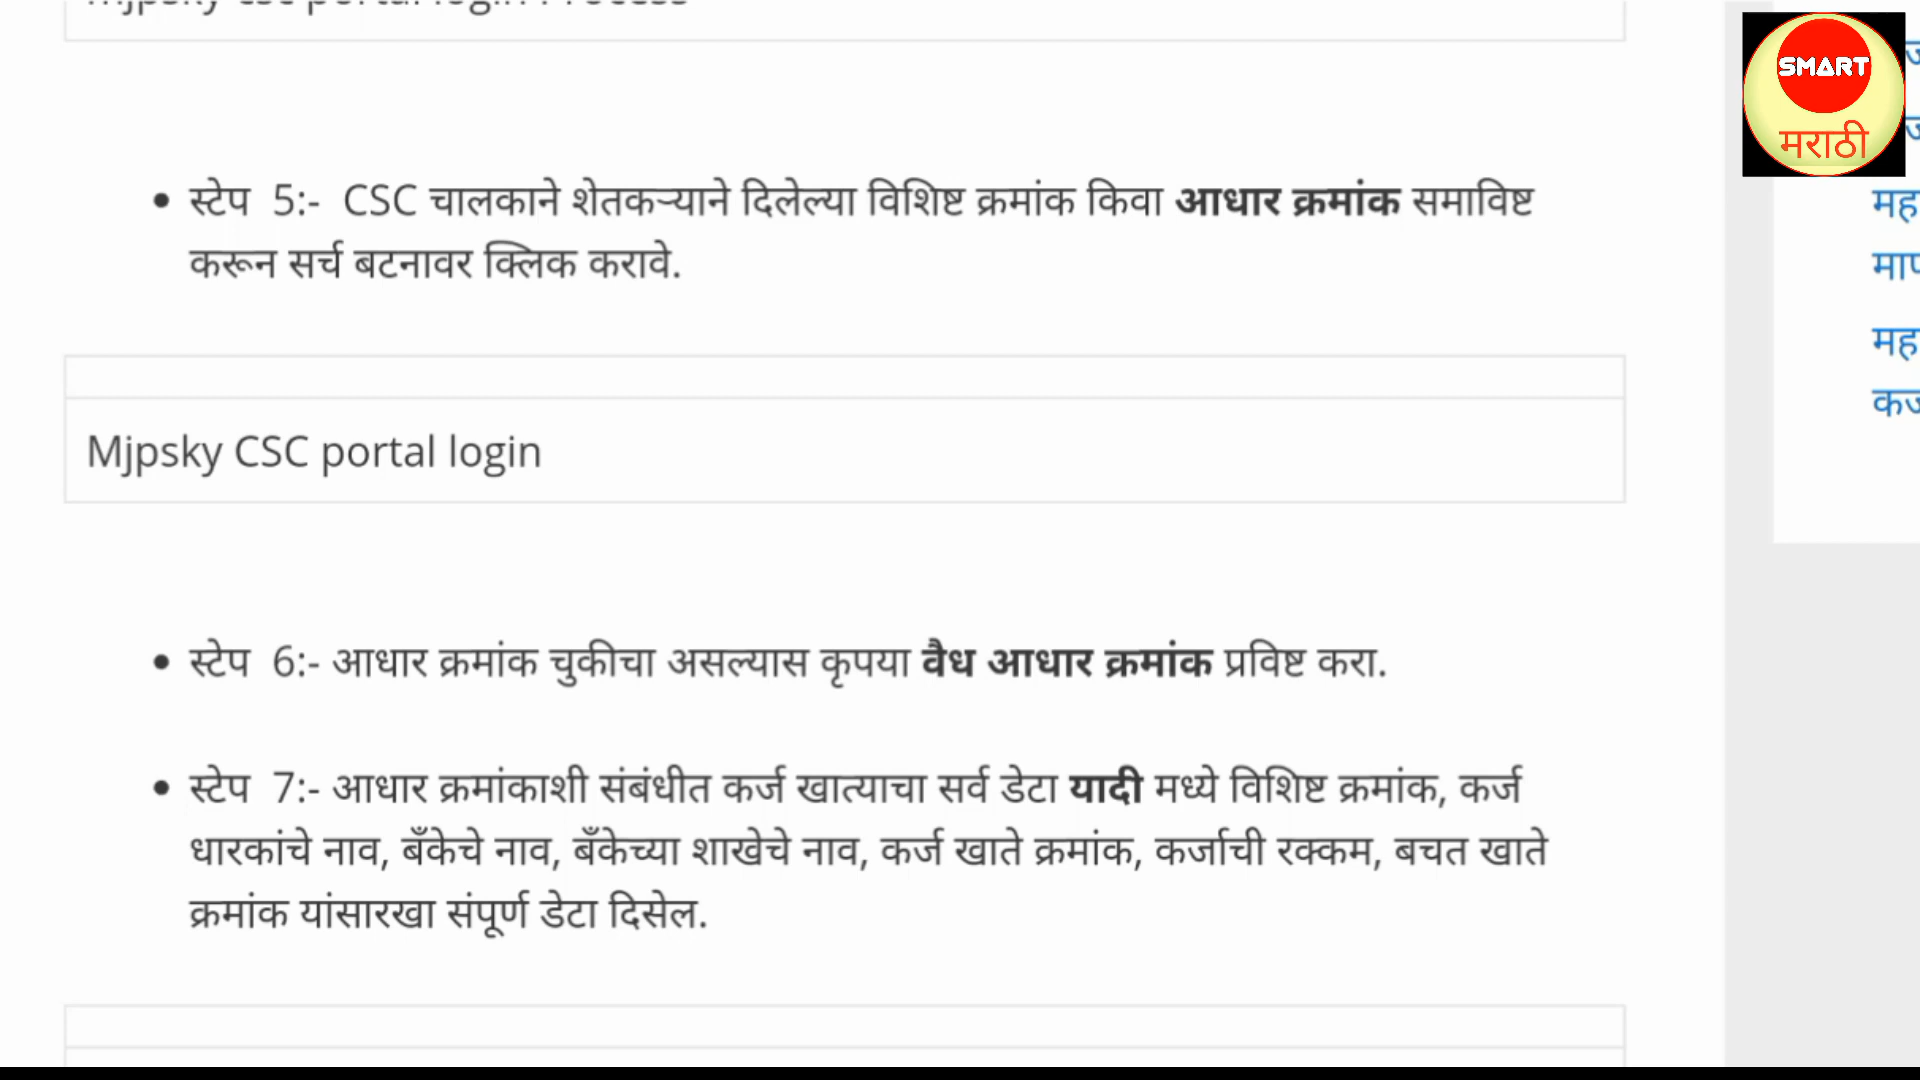 SMART
मराठी
स्टेप 5:- CSC चालकाने शेतकऱ्याने दिलेल्या विशिष्ट क्रमांक किवा आधार क्रमांक समाविष्ट
करून सर्च बटनावर क्लिक करावे.
Mjpsky CSC portal login
स्टेप 6:- आधार क्रमांक चुकीचा असल्यास कृपया वैध आधार क्रमांक प्रविष्ट करा.
स्टेप 7:- आधार क्रमांकाशी संबंधीत कर्ज खात्याचा सर्व डेटा यादी मध्ये विशिष्ट क्रमांक, कर्ज
धारकांचे नाव, बँकेचे नाव, बँकेच्या शाखेचे नाव, कर्ज खाते क्रमांक, कर्जाची रक्कम, बचत खाते
क्रमांक यांसारखा संपूर्ण डेटा दिसेल.